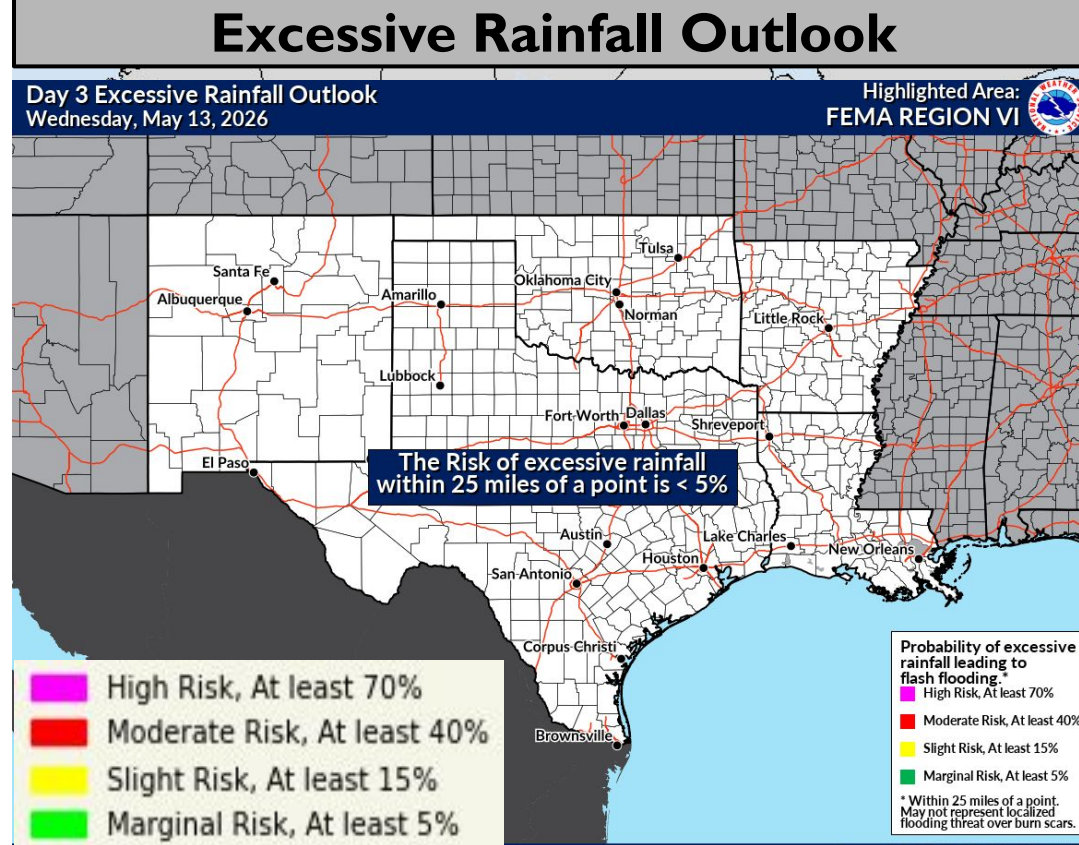 Excessive Rainfall Outlook
Day 3 Excessive Rainfall Outlook
Wednesday, May 13, 2026
Highlighted Area:
FEMA REGION VI
Tulsa
Santa Fe
Oklahoma City
Albuquerque
Amarillo
Norman
Little Rock
Lubbock
Fort Worth
Dallas
Shreveport
El Paso
The Risk of excessive rainfall
within 25 miles of a point is < 5%
Austin
Lake Charles
New Orleans
Houston
San Antonio
Corpus Christi
Brownsville
High Risk, At least 70%
Moderate Risk, At least 40%
Slight Risk, At least 15%
Marginal Risk, At least 5%
Probability of excessive
rainfall leading to
flash flooding.*
High Risk, At least 70%
Moderate Risk, At least 40%
Slight Risk, At least 15%
Marginal Risk, At least 5%
* Within 25 miles of a point.
May not represent localized
flooding threat over burn scars.